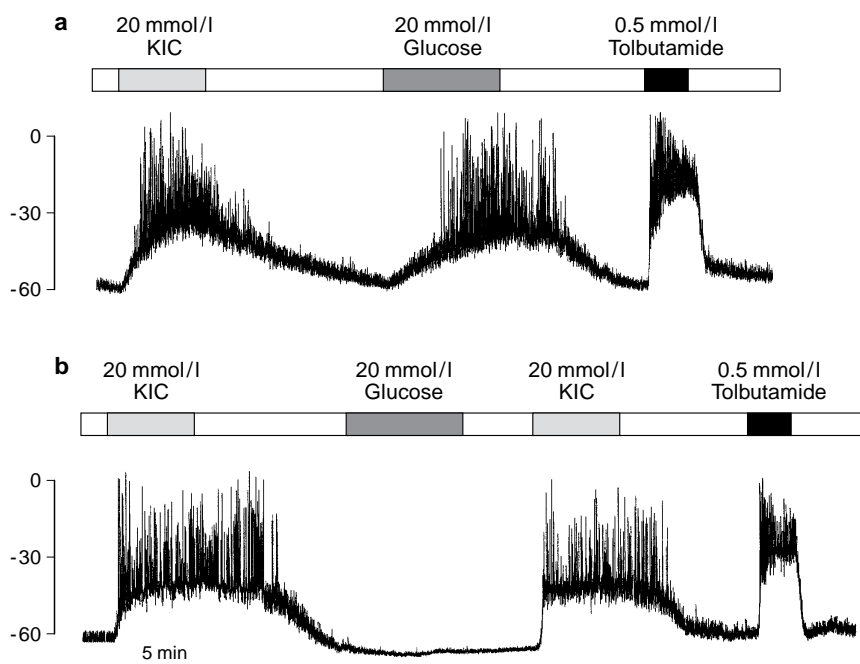 a
20 mmol/l 20 mmol/l 0.5 mmol/l
KIC Glucose Tolbutamide
0
-30
-60
b
20 mmol/l 20 mmol/l 20 mmol/l 0.5 mmol/l
KIC Glucose KIC Tolbutamide
0
-30
-60
5 min